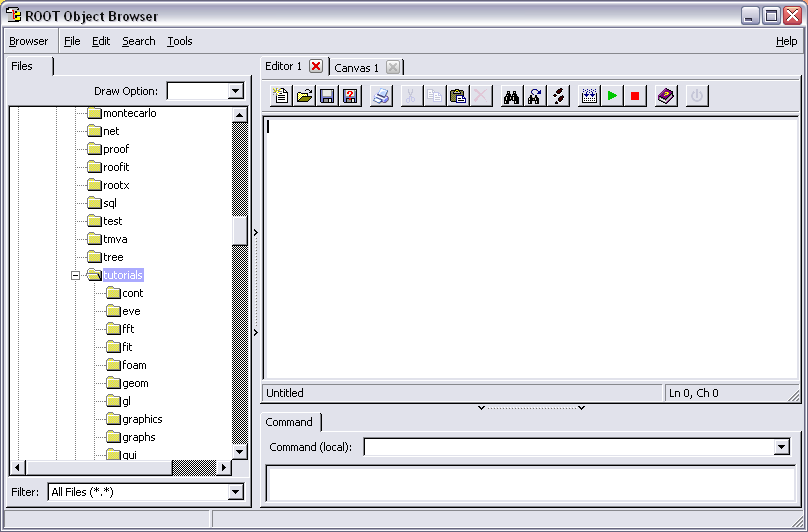 ROOT Object Browser
Browser File Edit Search Tools Help
Files
Draw Option:
montecarlo
net
proof
roofit
rootx
sql
test
tmva
tree
tutorials
cont
eve
fft
fit
foam
geom
gl
graphics
graphs
gui
Filter: All Files (*.*)
Editor 1 Canvas 1
Untitled Ln 0, Ch 0
Command
Command (local):